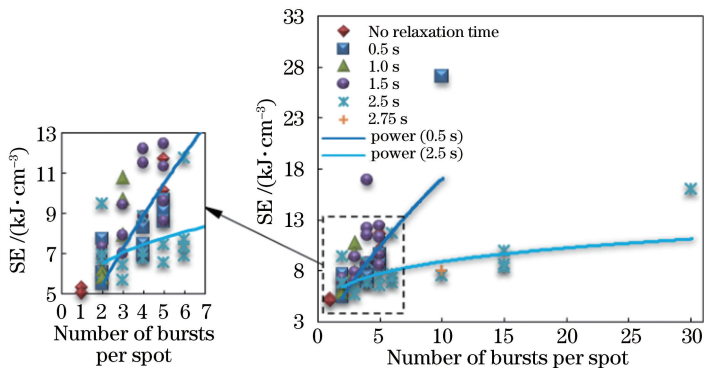 13
11
9
7
5
SE /(kJ·cm⁻³)
0 1 2 3 4 5 6 7
Number of bursts
per spot
33
28
23
18
13
8
3
SE /(kJ·cm⁻³)
No relaxation time
0.5 s
1.0 s
1.5 s
2.5 s
2.75 s
power (0.5 s)
power (2.5 s)
0 5 10 15 20 25 30
Number of bursts per spot